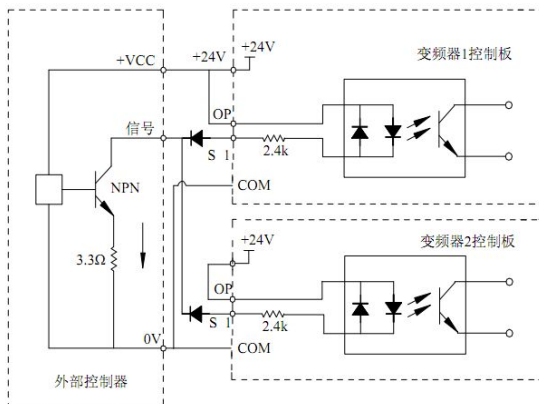 +VCC
+24V
+24V
变频器1控制板
OP
信号
S 1
2.4k
NPN
COM
3.3Ω
+24V
变频器2控制板
OP
S 1
2.4k
0V
COM
外部控制器